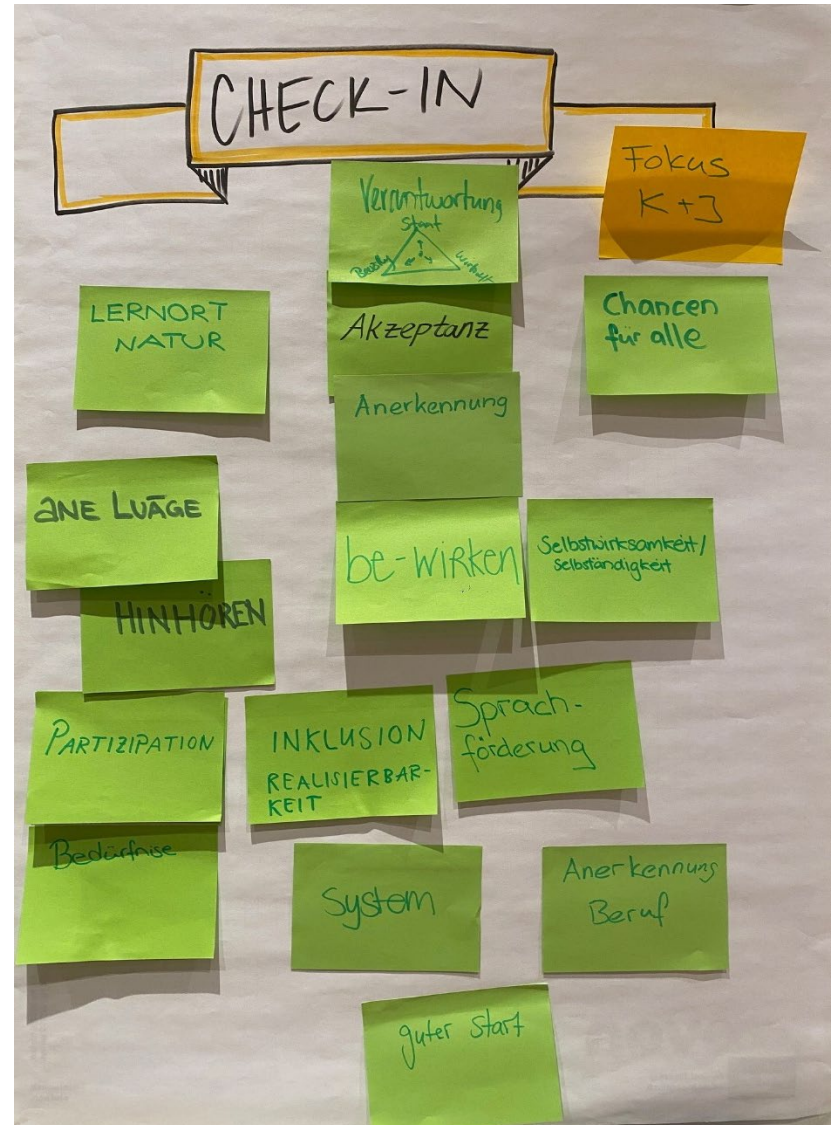 CHECK-IN
Fokus
K+J
Verantwortung
Staat
Wirtschaft
LERNORT
NATUR
Akzeptanz
Chancen
für alle
Anerkennung
ANE LUÄGE
HINHÖREN
be-wirken
Selbstwirksamkeit/
Selbständigkeit
PARTIZIPATION
INKLUSION
REALISIERBAR-
KEIT
Sprach-
förderung
Bedürfnise
System
Anerkennung
Beruf
guter Start